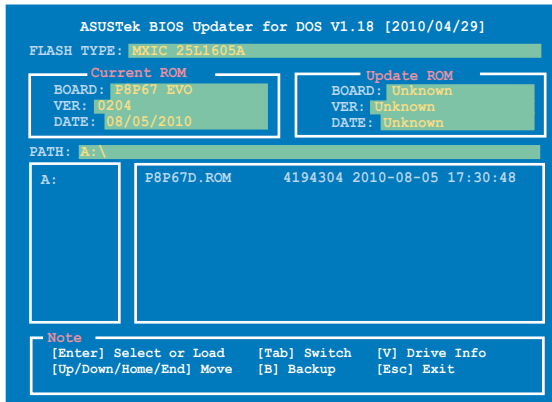 ASUSTek BIOS Updater for DOS V1.18 [2010/04/29]
FLASH TYPE: MXIC 25L1605A
Current ROM
BOARD: P8P67 EVO
VER: 0204
DATE: 08/05/2010
Update ROM
BOARD: Unknown
VER: Unknown
DATE: Unknown
PATH: A:\
A:
P8P67D.ROM 4194304 2010-08-05 17:30:48
Note
[Enter] Select or Load [Tab] Switch [V] Drive Info
[Up/Down/Home/End] Move [B] Backup [Esc] Exit